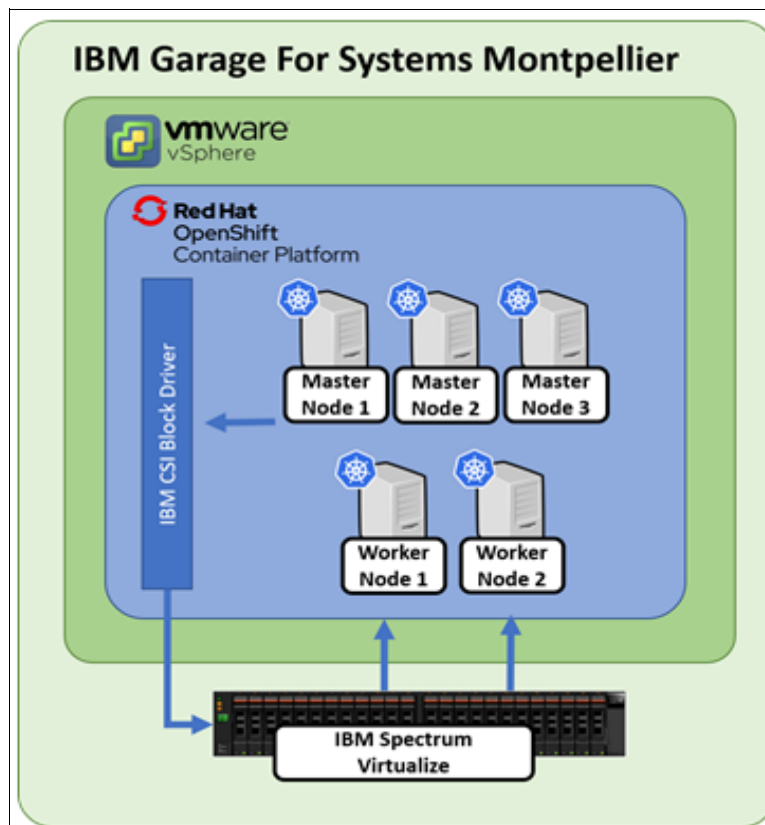 IBM Garage For Systems Montpellier
vmware
vSphere
Red Hat
OpenShift
Container Platform
IBM CSI Block Driver
Master
Node 1
Master
Node 2
Master
Node 3
Worker
Node 1
Worker
Node 2
IBM Spectrum
Virtualize